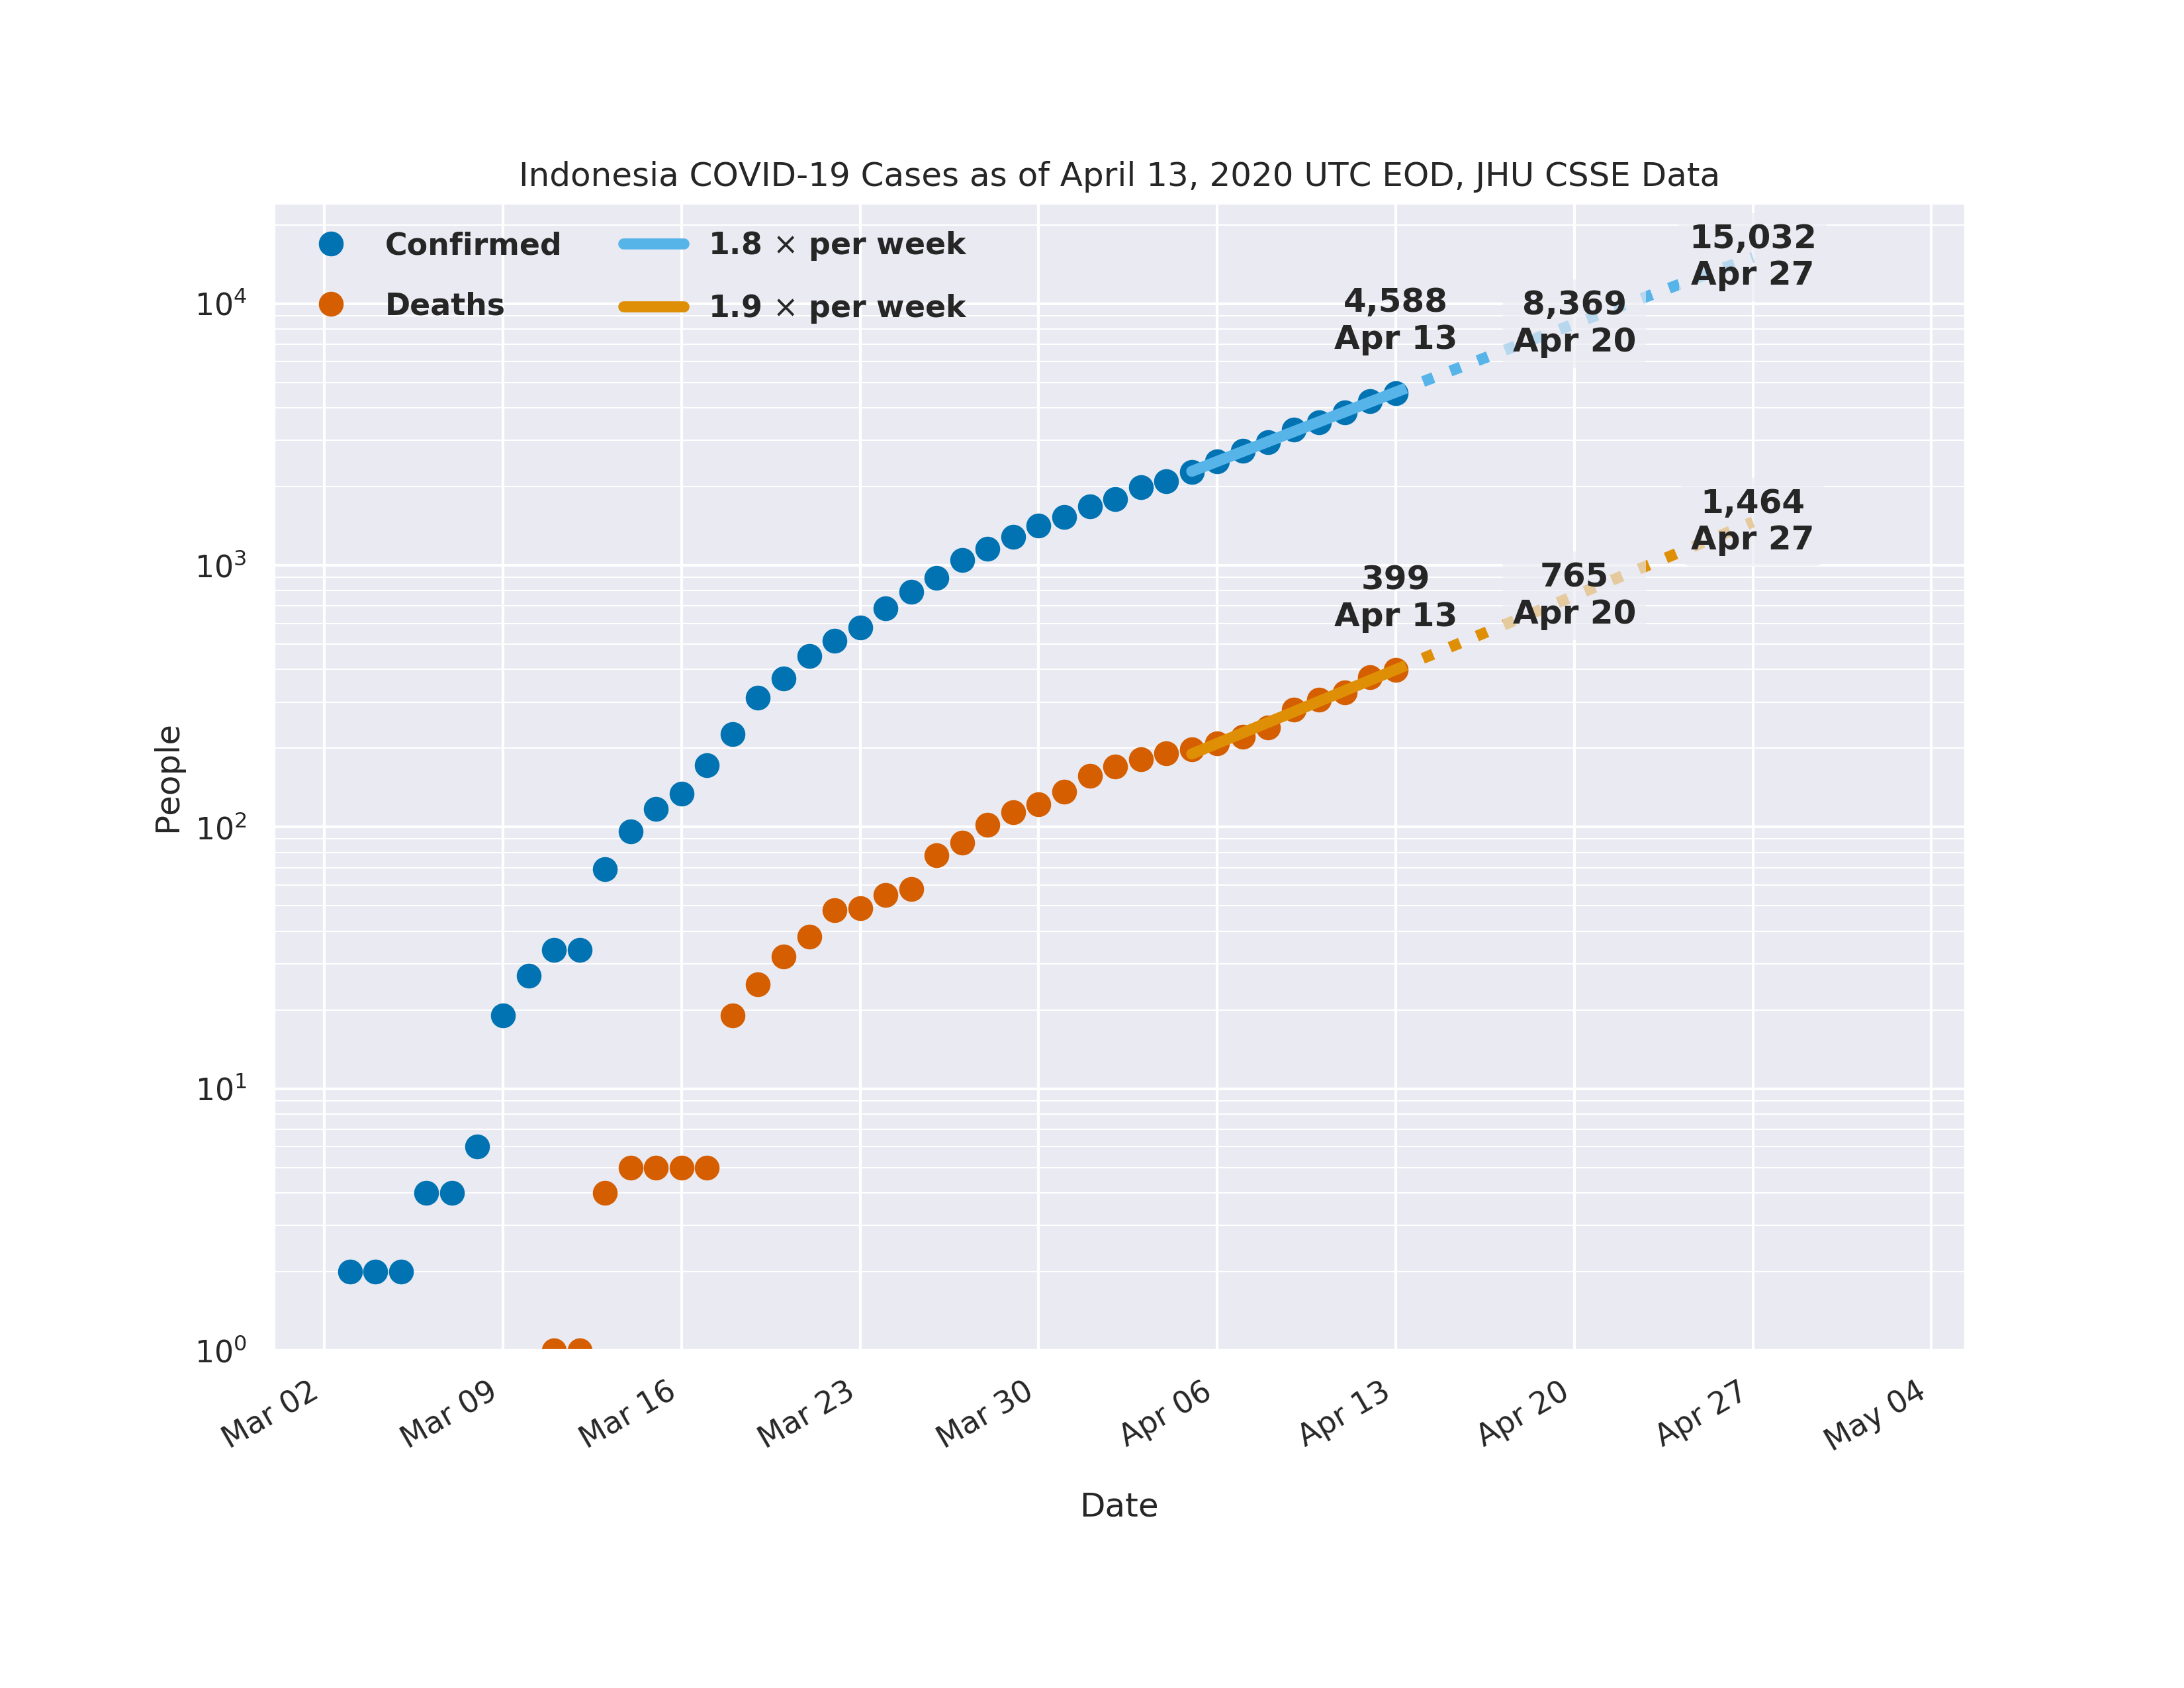 Indonesia COVID-19 Cases as of April 13, 2020 UTC EOD, JHU CSSE Data
Confirmed
Deaths
1.8 × per week
1.9 × per week
15,032
Apr 27
4,588
Apr 13
8,369
Apr 20
1,464
Apr 27
399
Apr 13
765
Apr 20
People
10⁴
10³
10²
10¹
10⁰
Mar 02
Mar 09
Mar 16
Mar 23
Mar 30
Apr 06
Apr 13
Apr 20
Apr 27
May 04
Date